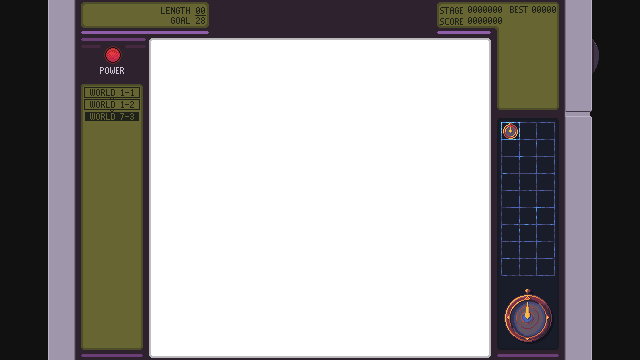 LENGTH 00
GOAL 28
STAGE 0000000 BEST 00000
SCORE 0000000
POWER
WORLD 1-1
WORLD 1-2
WORLD 7-3